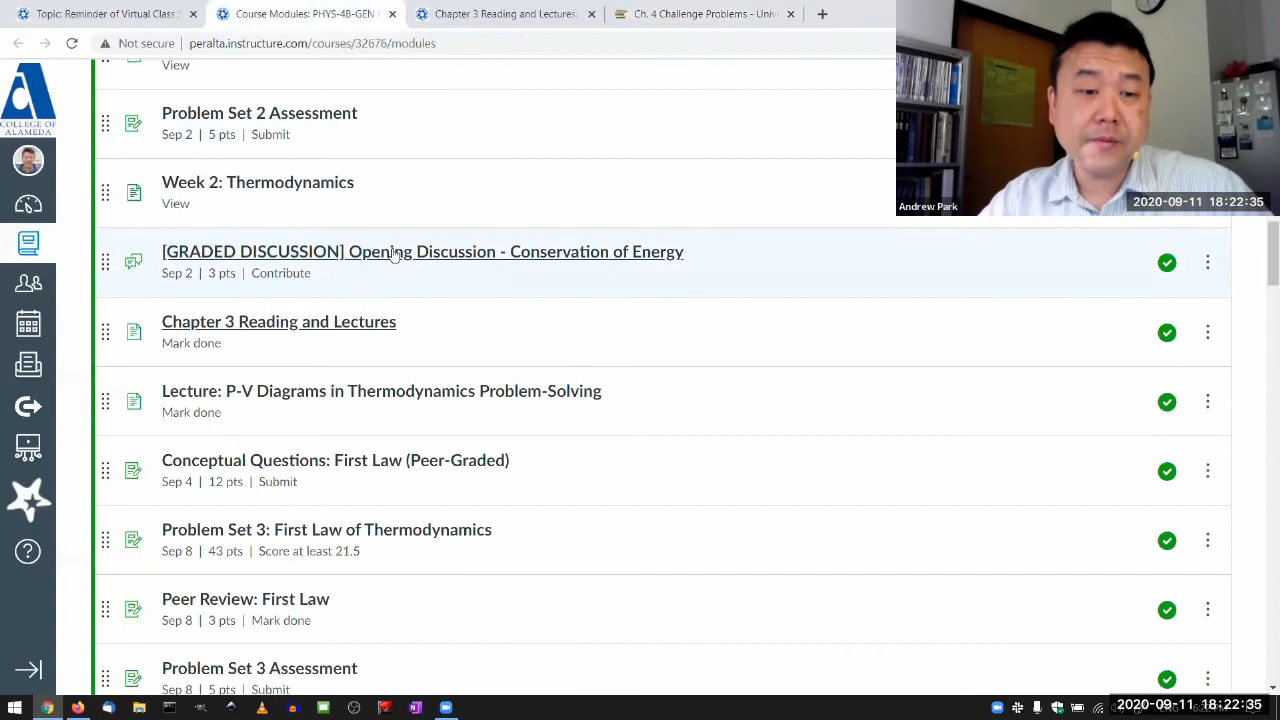 Topic: Reminder of Virtual Class
Course Modules: PHYS-4B-GEN
Chapter 3 Reading and Lectures:
Ch. 4 Challenge Problems - Univ
Not secure
peralta.instructure.com/courses/32676/modules
View
COLLEGE OF
ALAMEDA
Problem Set 2 Assessment
Sep 2 | 5 pts | Submit
Week 2: Thermodynamics
View
Andrew Park
2020-09-11 18:22:35
[GRADED DISCUSSION] Opening Discussion - Conservation of Energy
Sep 2 | 3 pts | Contribute
Chapter 3 Reading and Lectures
Mark done
Lecture: P-V Diagrams in Thermodynamics Problem-Solving
Mark done
Conceptual Questions: First Law (Peer-Graded)
Sep 4 | 12 pts | Submit
Problem Set 3: First Law of Thermodynamics
Sep 8 | 43 pts | Score at least 21.5
Peer Review: First Law
Sep 8 | 3 pts | Mark done
Problem Set 3 Assessment
Sep 8 | 5 pts | Submit
2020-09-11 18:22:35